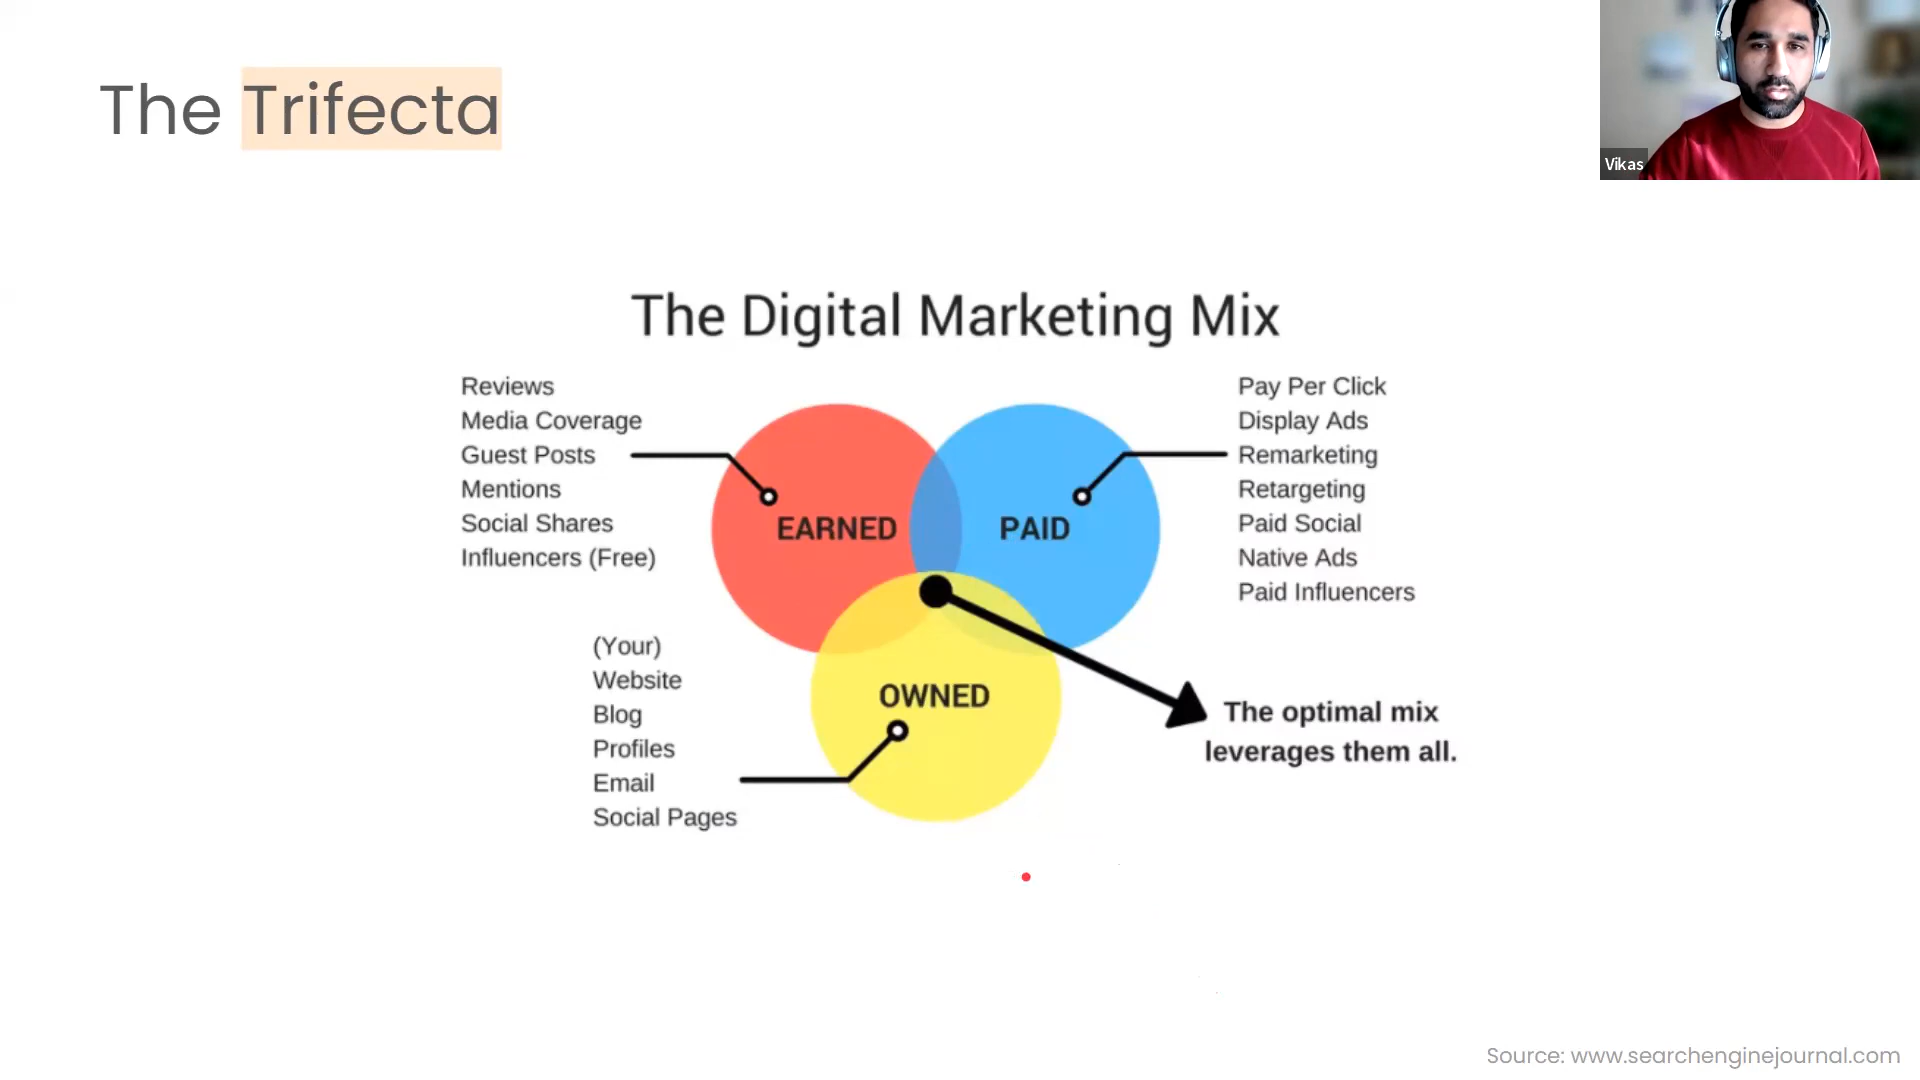 The Trifecta
Vikas
The Digital Marketing Mix
Reviews
Media Coverage
Guest Posts
Mentions
Social Shares
Influencers (Free)
EARNED
PAID
Pay Per Click
Display Ads
Remarketing
Retargeting
Paid Social
Native Ads
Paid Influencers
(Your)
Website
Blog
Profiles
Email
Social Pages
OWNED
The optimal mix
leverages them all.
Source: www.searchenginejournal.com